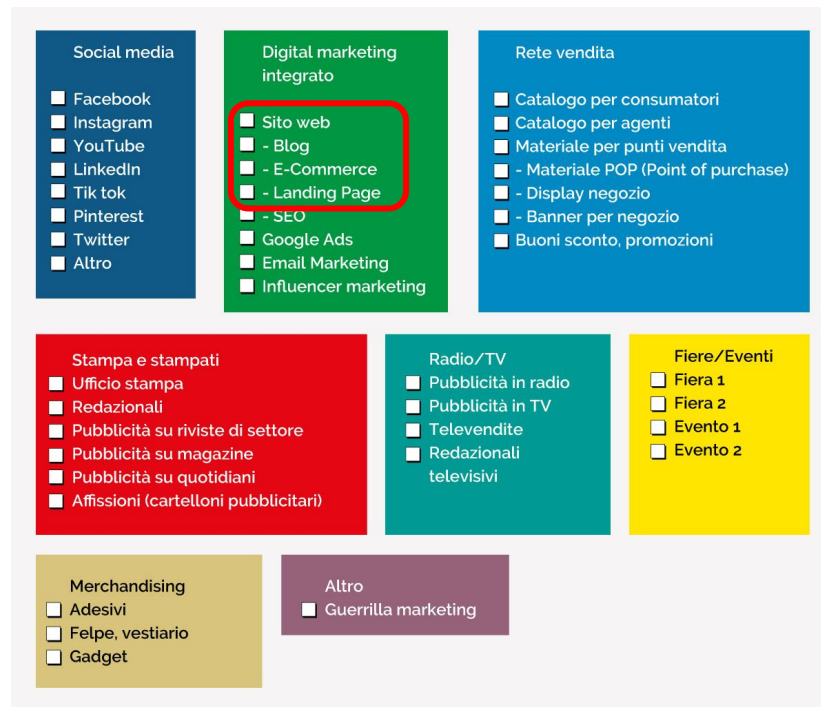 Social media
Facebook
Instagram
YouTube
LinkedIn
Tik tok
Pinterest
Twitter
Altro
Digital marketing
integrato
Sito web
- Blog
- E-Commerce
- Landing Page
- SEO
Google Ads
Email Marketing
Influencer marketing
Rete vendita
Catalogo per consumatori
Catalogo per agenti
Materiale per punti vendita
- Materiale POP (Point of purchase)
- Display negozio
- Banner per negozio
Buoni sconto, promozioni
Stampa e stampati
Ufficio stampa
Redazionali
Pubblicità su riviste di settore
Pubblicità su magazine
Pubblicità su quotidiani
Affissioni (cartelloni pubblicitari)
Radio/TV
Pubblicità in radio
Pubblicità in TV
Televendite
Redazionali
televisivi
Fiere/Eventi
Fiera 1
Fiera 2
Evento 1
Evento 2
Merchandising
Adesivi
Felpe, vestiario
Gadget
Altro
Guerrilla marketing